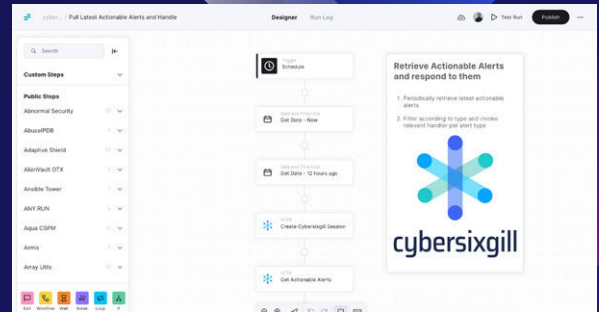 cyber... / Full Latest Actionable Alerts and Handle
Designer
Run Log
Test Run
Publish
Search
Custom Steps
Public Steps
Abnormal Security
AbuseIPDB
Adaptive Shield
AlienVault OTX
Ansible Tower
ANY.RUN
Aqua CSPM
Armis
Array Utils
Exit
Workflow
Wait
Break
Loop
If
Trigger
Schedule
Date and Time Utils
Get Date - Now
Date and Time Utils
Get Date - 12 hours ago
HTTP
Create Cybersixgill Session
HTTP
Get Actionable Alerts
Retrieve Actionable Alerts
and respond to them
1. Periodically retrieve latest actionable
alerts
2. Filter according to type and invoke
relevant handler per alert type
cybersixgill